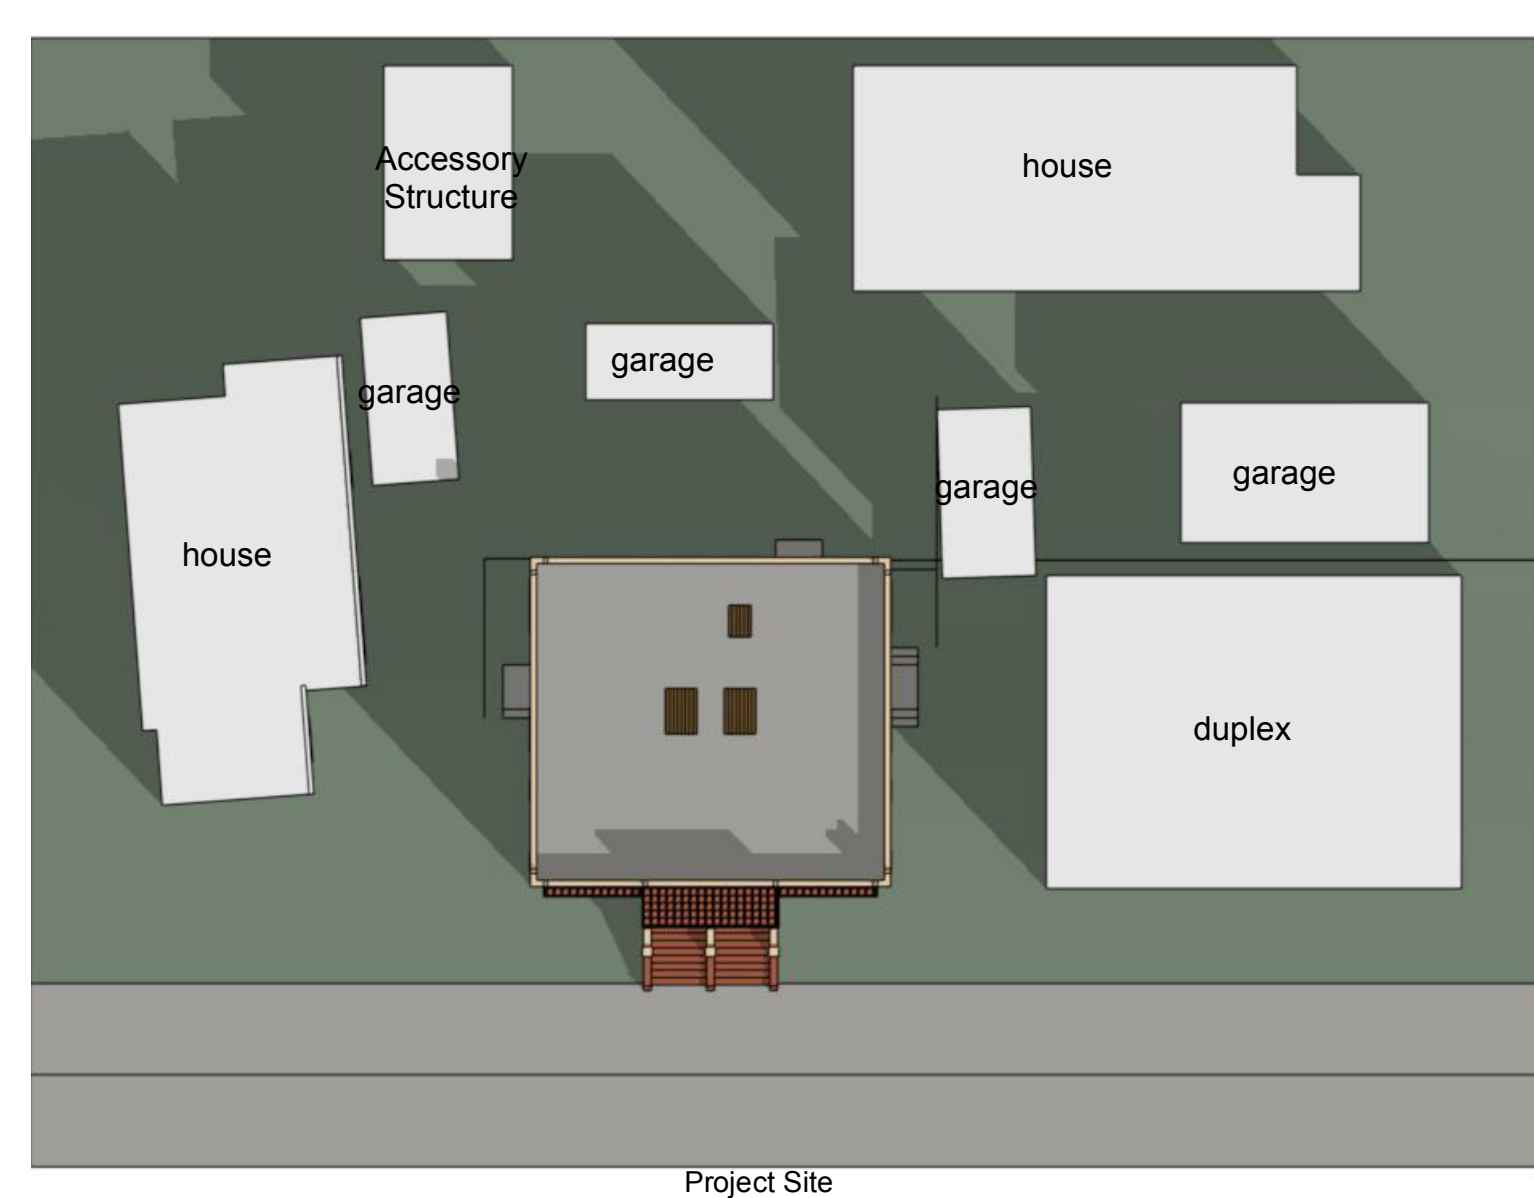 Accessory
Structure
house
garage
garage
garage
garage
house
duplex
Project Site